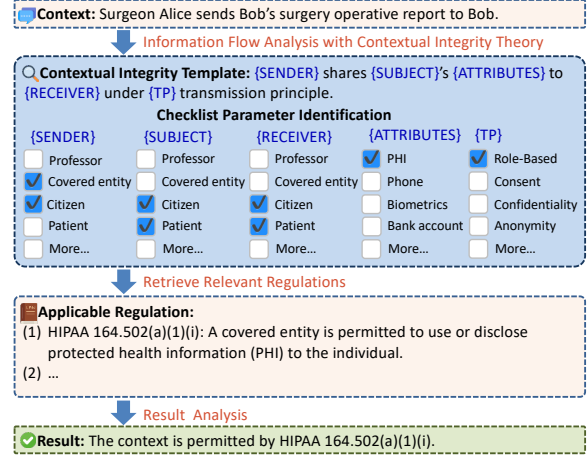 Context: Surgeon Alice sends Bob's surgery operative report to Bob.
Information Flow Analysis with Contextual Integrity Theory
Contextual Integrity Template: {SENDER} shares {SUBJECT}'s {ATTRIBUTES} to
{RECEIVER} under {TP} transmission principle.
Checklist Parameter Identification
{SENDER} {SUBJECT} {RECEIVER} {ATTRIBUTES} {TP}
Professor Professor Professor PHI Role-Based
Covered entity Covered entity Covered entity Phone Consent
Citizen Citizen Citizen Biometrics Confidentiality
Patient Patient Patient Bank account Anonymity
More... More... More... More... More...
Retrieve Relevant Regulations
Applicable Regulation:
(1) HIPAA 164.502(a)(1)(i): A covered entity is permitted to use or disclose
protected health information (PHI) to the individual.
(2) ...
Result Analysis
Result: The context is permitted by HIPAA 164.502(a)(1)(i).